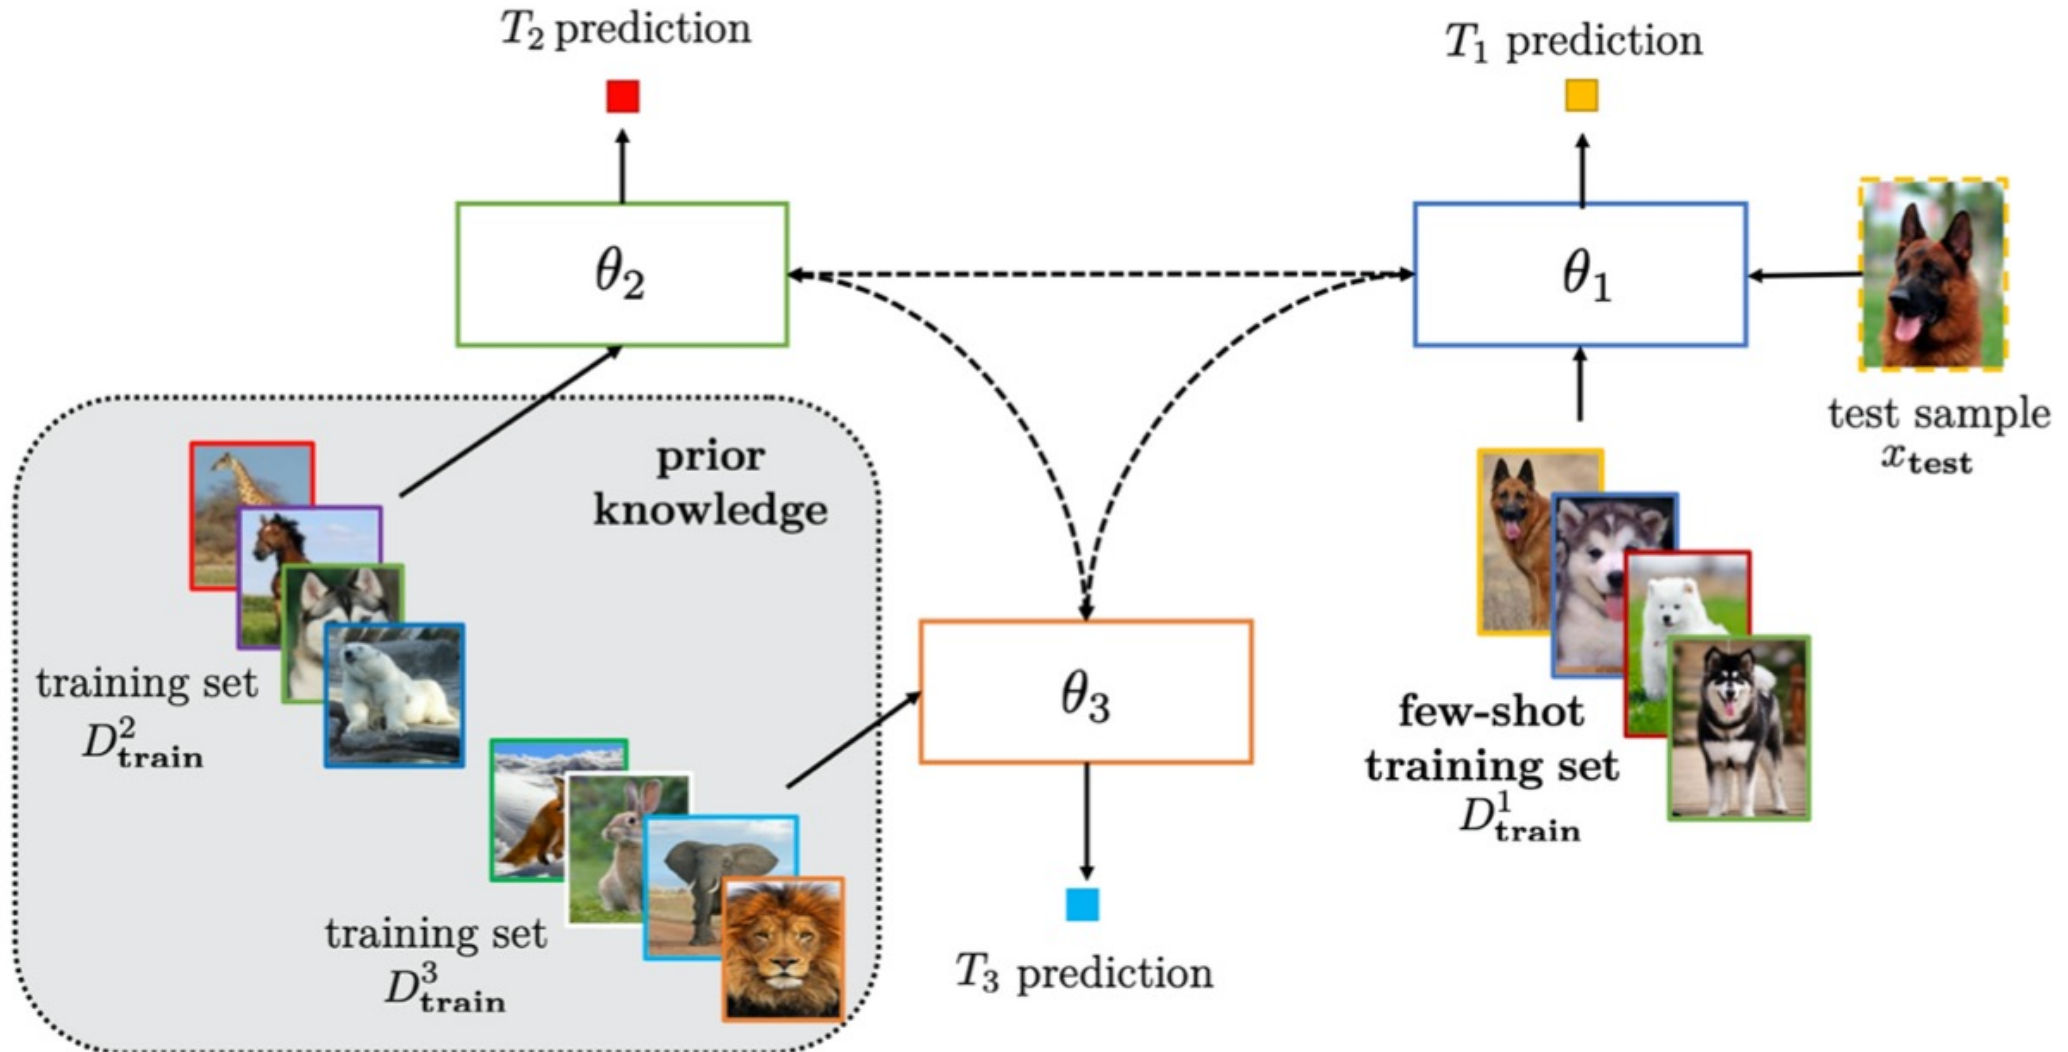 T₂ prediction
T₁ prediction
θ₂
θ₁
test sample
x_test
prior
knowledge
training set
D²_train
θ₃
few-shot
training set
D¹_train
training set
D³_train
T₃ prediction